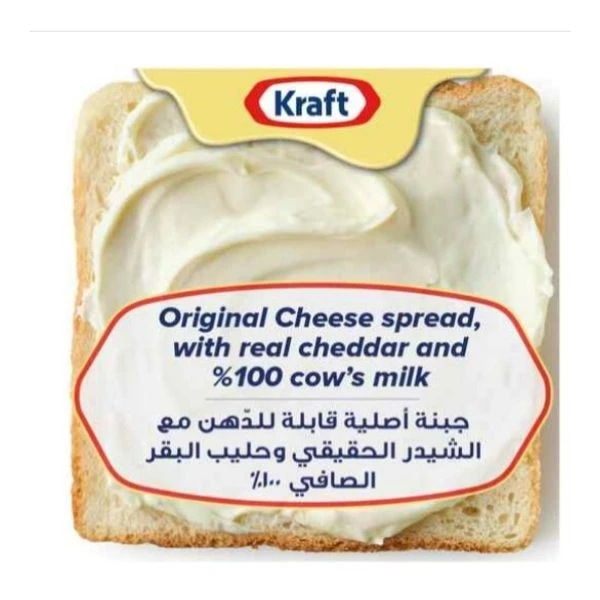 Kraft
Original Cheese spread,
with real cheddar and
%100 cow's milk
جبنة أصلية قابلة للدّهن مع
الشيدر الحقيقي وحليب البقر
الصافي ١٠٠٪